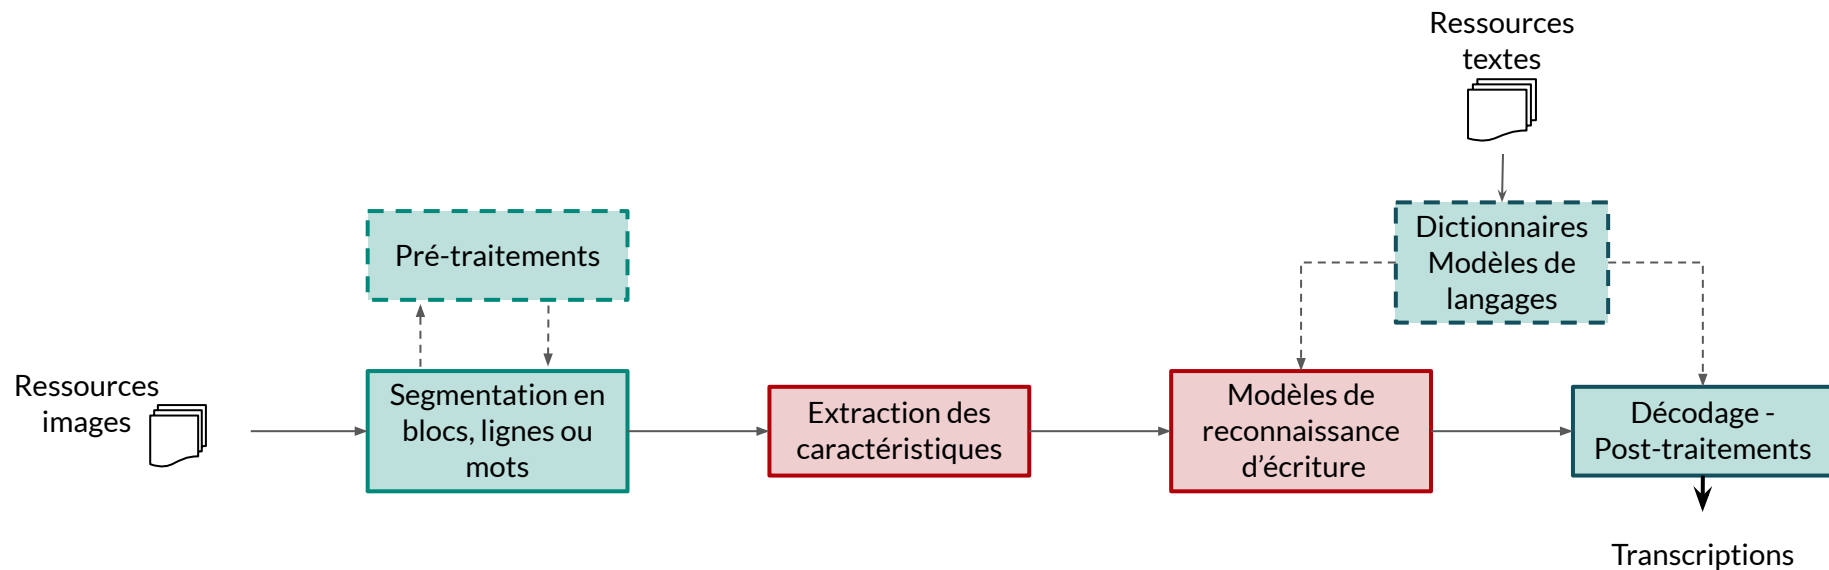 Ressources
textes
Dictionnaires
Modèles de
langages
Pré-traitements
Ressources
images
Segmentation en
blocs, lignes ou
mots
Extraction des
caractéristiques
Modèles de
reconnaissance
d’écriture
Décodage -
Post-traitements
Transcriptions